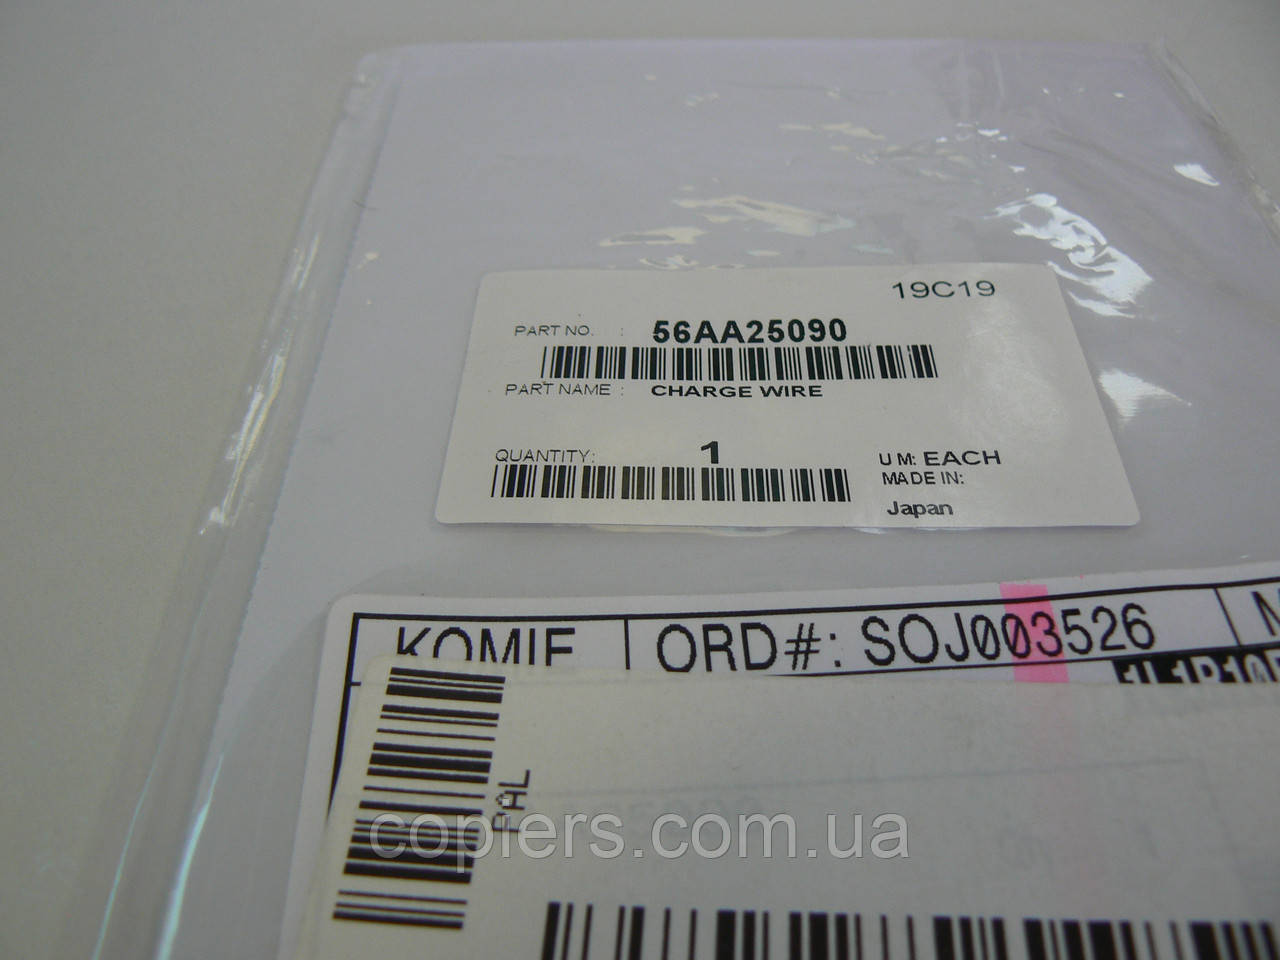 19C19
PART NO. : 56AA25090
PART NAME : CHARGE WIRE
QUANTITY: 1 U M: EACH
MADE IN:
Japan
KOMIE ORD#: SOJ003526
PAL
copiers.com.ua